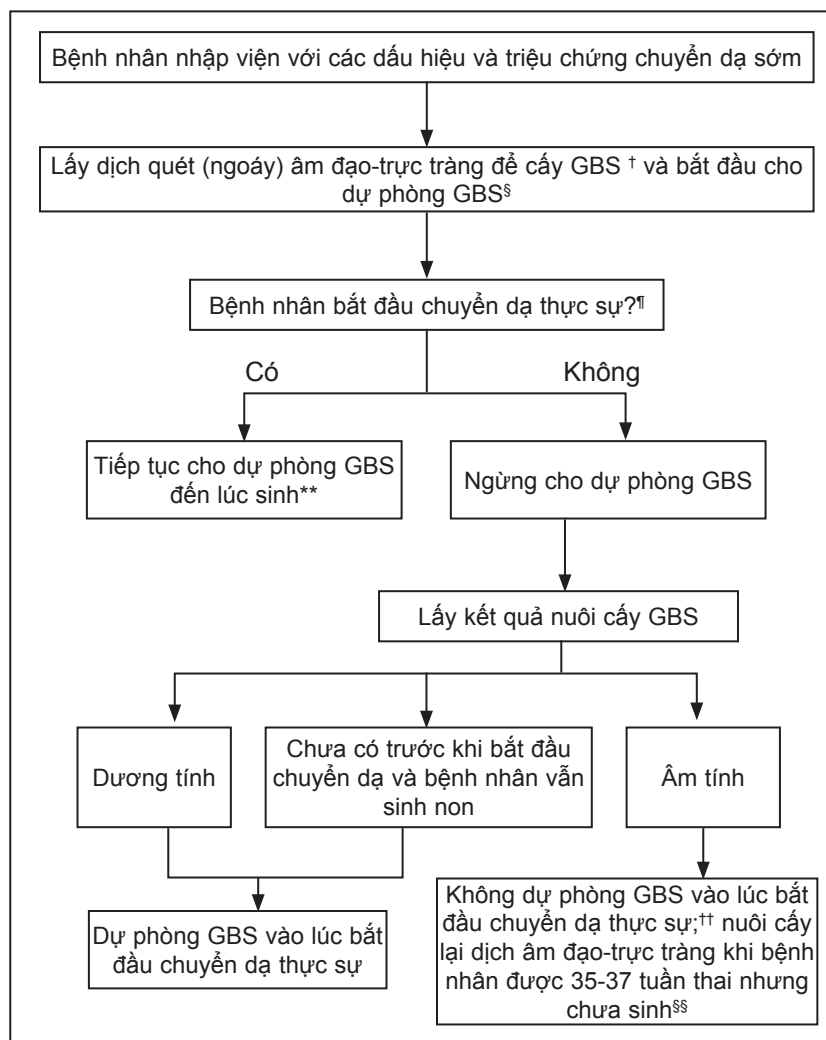 Bệnh nhân nhập viện với các dấu hiệu và triệu chứng chuyển dạ sớm
Lấy dịch quét (ngoáy) âm đạo-trực tràng để cấy GBS † và bắt đầu cho
dự phòng GBS§
Bệnh nhân bắt đầu chuyển dạ thực sự?¶
Có
Không
Tiếp tục cho dự phòng GBS
đến lúc sinh**
Ngừng cho dự phòng GBS
Lấy kết quả nuôi cấy GBS
Dương tính
Chưa có trước khi bắt đầu
chuyển dạ và bệnh nhân vẫn
sinh non
Âm tính
Dự phòng GBS vào lúc bắt
đầu chuyển dạ thực sự
Không dự phòng GBS vào lúc bắt
đầu chuyển dạ thực sự;†† nuôi cấy
lại dịch âm đạo-trực tràng khi bệnh
nhân được 35-37 tuần thai nhưng
chưa sinh§§